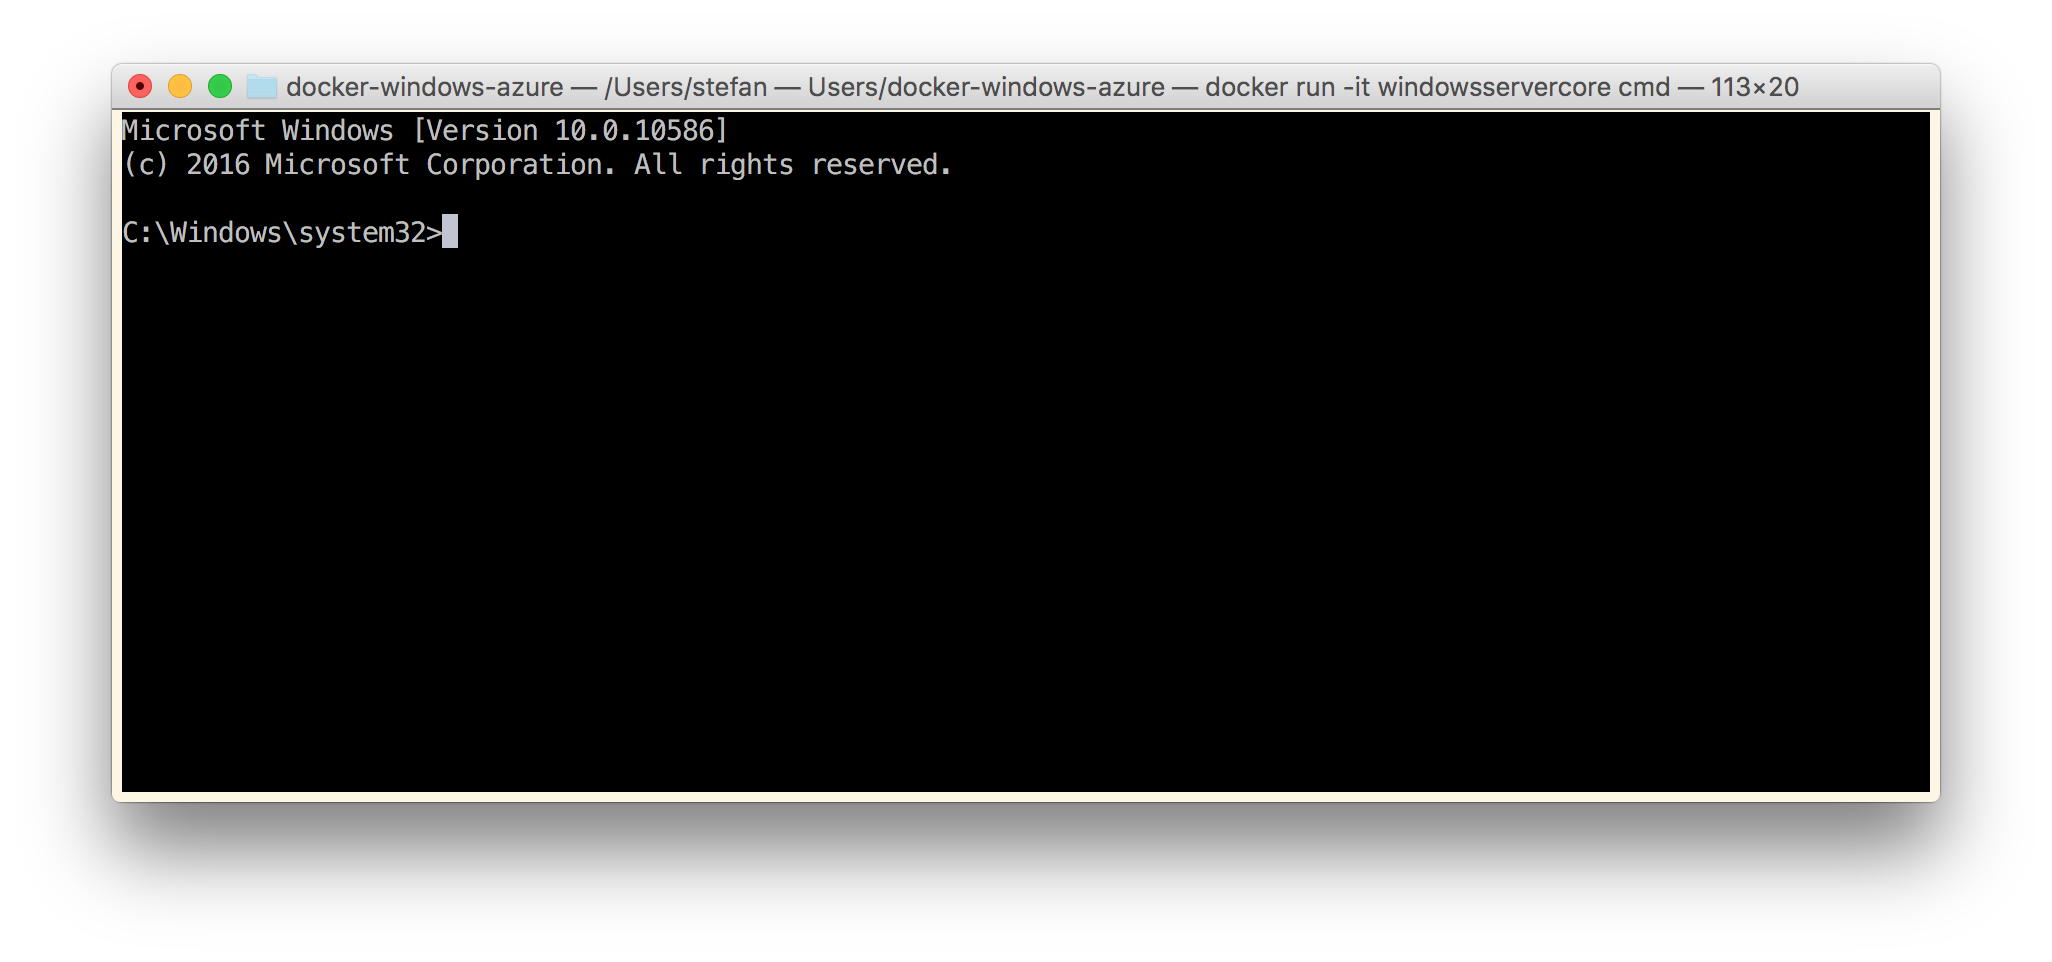 docker-windows-azure — /Users/stefan — Users/docker-windows-azure — docker run -it windowsservercore cmd — 113×20
Microsoft Windows [Version 10.0.10586]
(c) 2016 Microsoft Corporation. All rights reserved.
C:\Windows\system32>